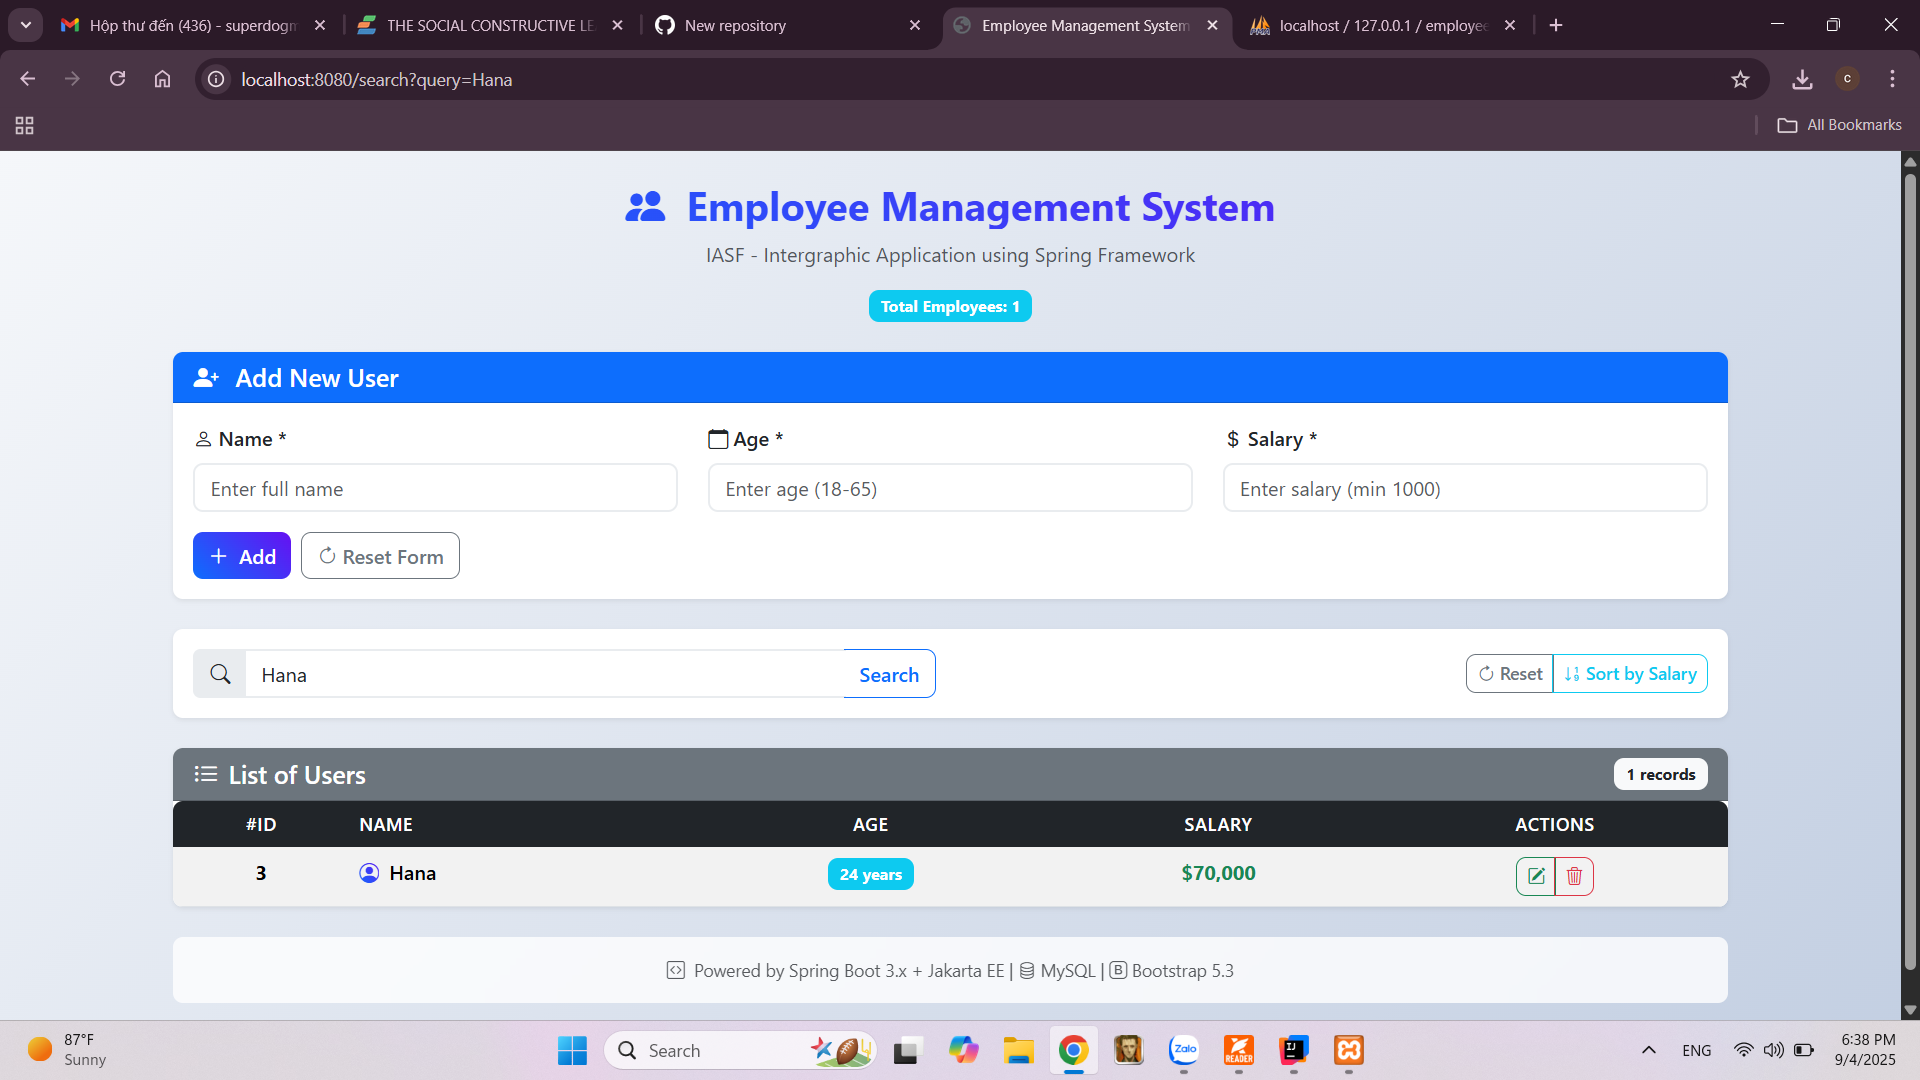 Hộp thư đến (436) - superdogm
THE SOCIAL CONSTRUCTIVE LE
New repository
Employee Management System
localhost / 127.0.0.1 / employee
localhost:8080/search?query=Hana
c
All Bookmarks
Employee Management System
IASF - Intergraphic Application using Spring Framework
Total Employees: 1
Add New User
Name *
Age *
$ Salary *
Enter full name
Enter age (18-65)
Enter salary (min 1000)
+ Add
Reset Form
Hana
Search
Reset
Sort by Salary
List of Users
1 records
#ID NAME AGE SALARY ACTIONS
3 Hana 24 years $70,000
Powered by Spring Boot 3.x + Jakarta EE | MySQL | B Bootstrap 5.3
87°F
Sunny
Search
Zalo
READER
IJ
ENG
6:38 PM
9/4/2025